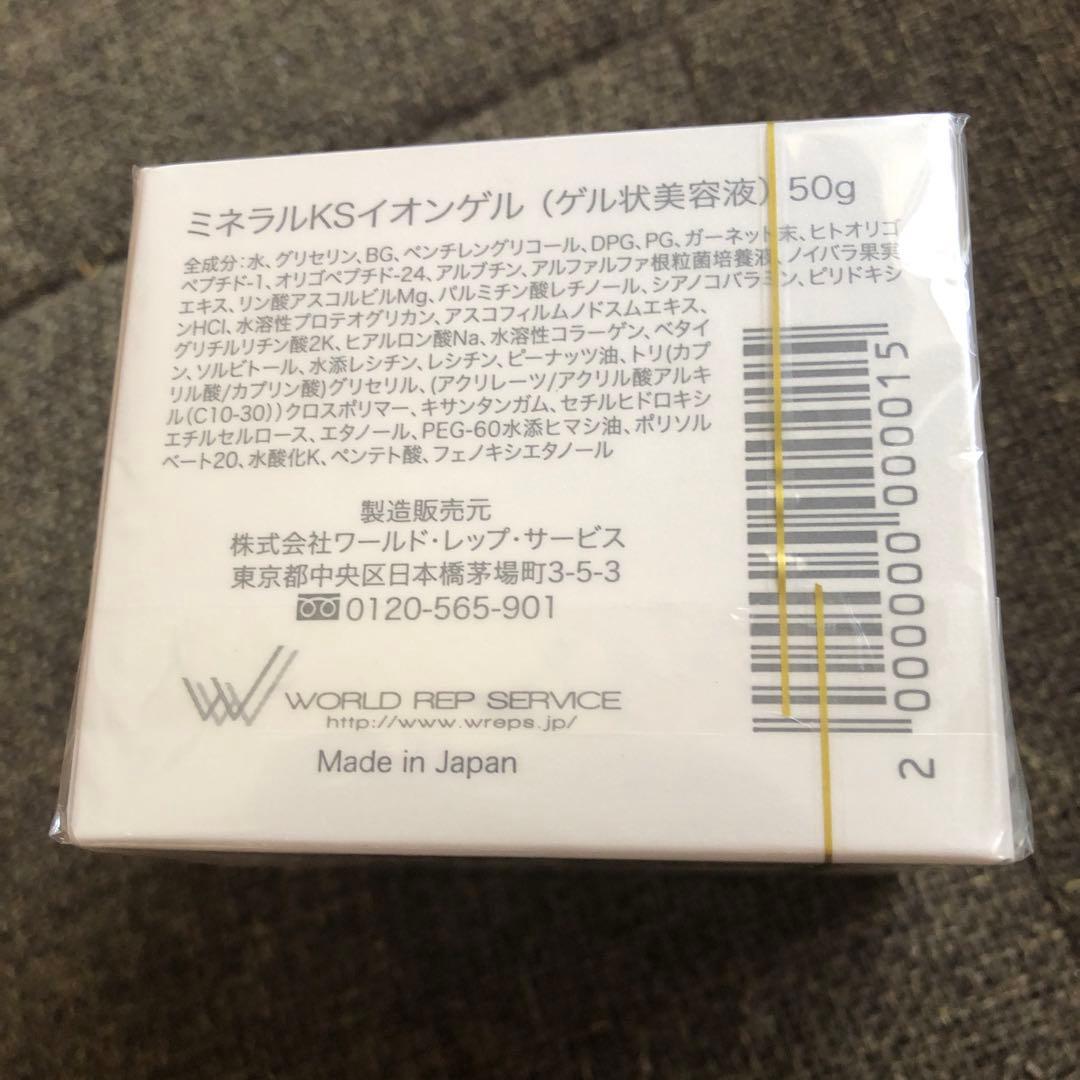 ミネラルKSイオンゲル（ゲル状美容液）50g
全成分：水、グリセリン、BG、ペンチレングリコール、DPG、PG、ガーネット末、ヒトオリゴ
ペプチド-1、オリゴペプチド-24、アルブチン、アルファルファ根粒菌培養液、ノイバラ果実
エキス、リン酸アスコルビルMg、パルミチン酸レチノール、シアノコバラミン、ピリドキシ
ンHCl、水溶性プロテオグリカン、アスコフィルムノドスムエキス、
グリチルリチン酸2K、ヒアルロン酸Na、水溶性コラーゲン、ベタイ
ン、ソルビトール、水添レシチン、レシチン、ピーナッツ油、トリ(カプ
リル酸/カプリン酸)グリセリル、(アクリレーツ/アクリル酸アルキ
ル(C10-30))クロスポリマー、キサンタンガム、セチルヒドロキシ
エチルセルロース、エタノール、PEG-60水添ヒマシ油、ポリソル
ベート20、水酸化K、ペンテト酸、フェノキシエタノール
製造販売元
株式会社ワールド・レップ・サービス
東京都中央区日本橋茅場町3-5-3
0120-565-901
WORLD REP SERVICE
http://www.wreps.jp/
Made in Japan
2 000000 000015